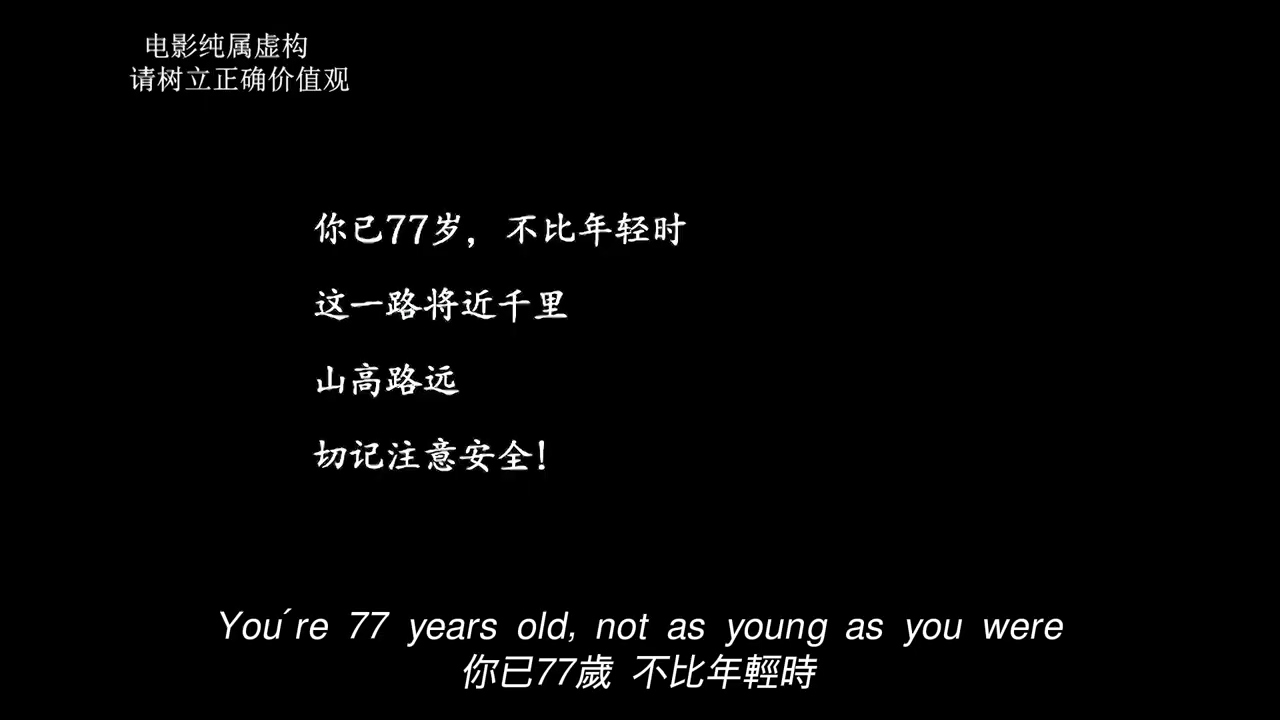 电影纯属虚构
请树立正确价值观
你已77岁，不比年轻时
这一路将近千里
山高路远
切记注意安全！
You´re 77 years old, not as young as you were
你已77歲 不比年輕時